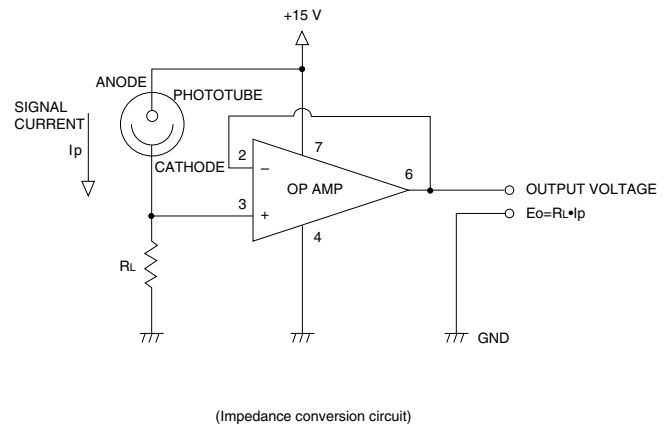 +15 V
ANODE
PHOTOTUBE
SIGNAL
CURRENT
Ip
CATHODE
2
7
6
−
OP AMP
OUTPUT VOLTAGE
3
+
Eo=RL•Ip
4
RL
GND
(Impedance conversion circuit)